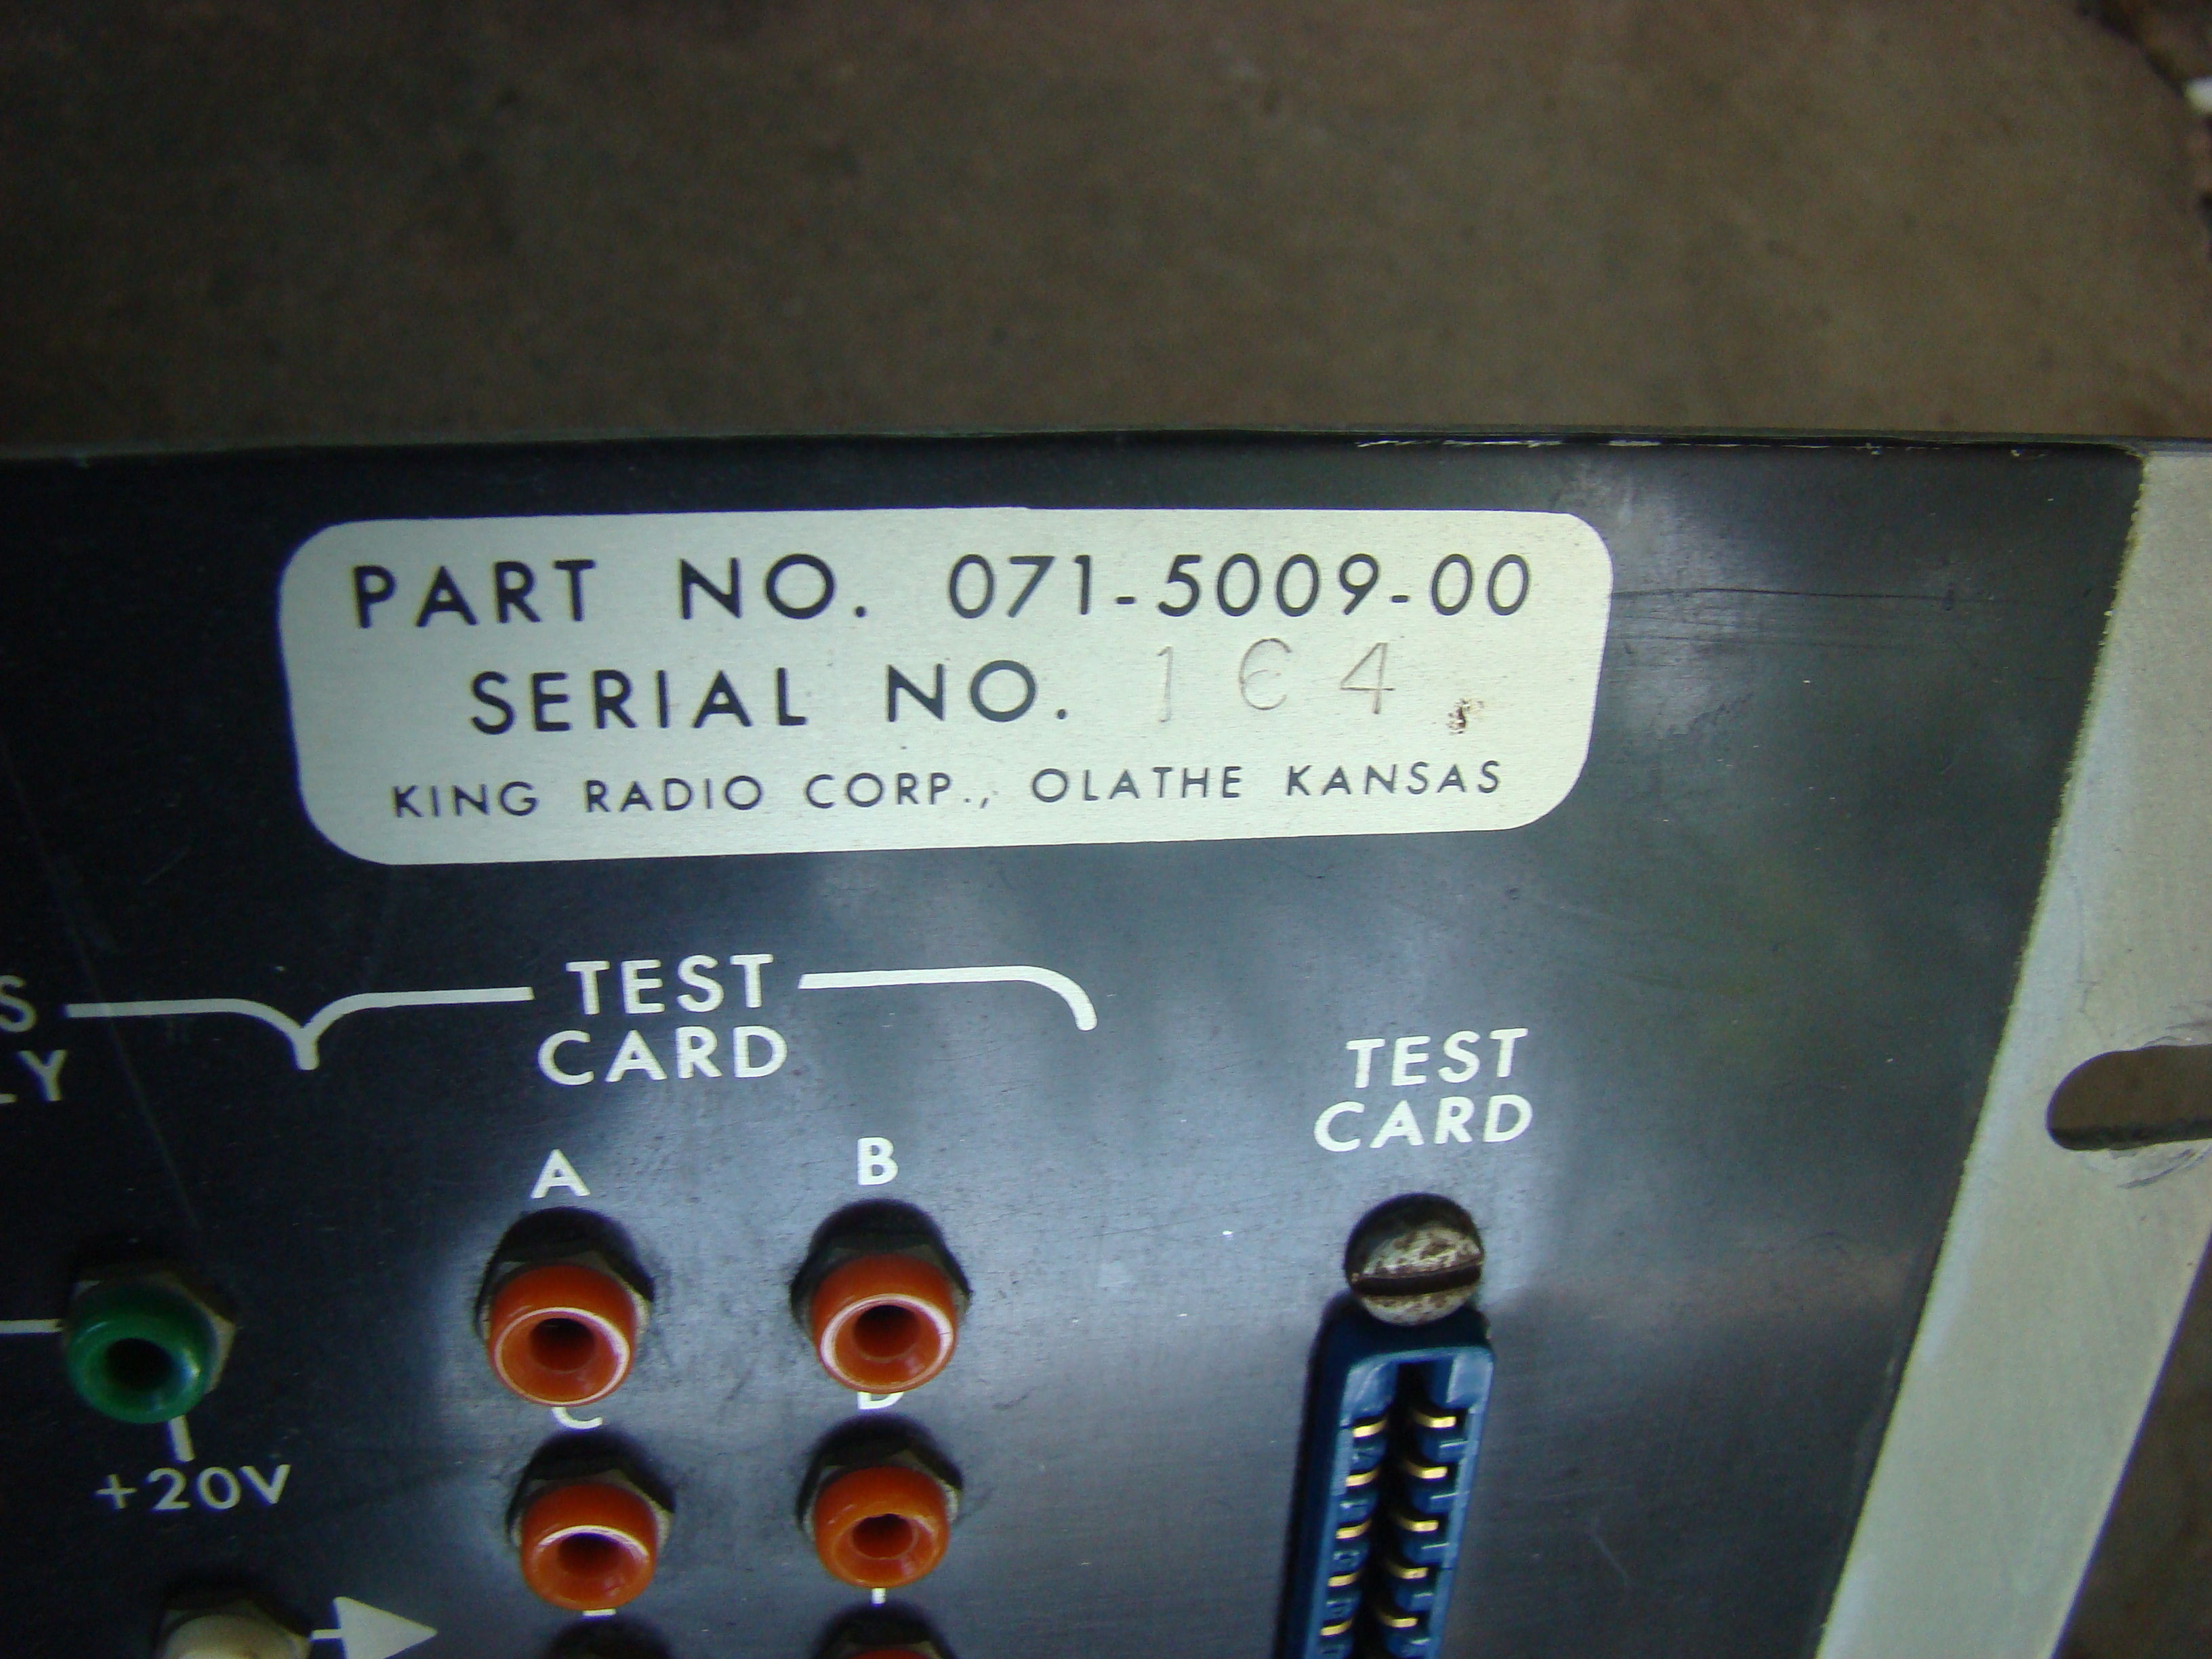 PART NO. 071-5009-00
SERIAL NO. 164
KING RADIO CORP., OLATHE KANSAS
TEST
CARD
TEST
CARD
A B
C D
+20V